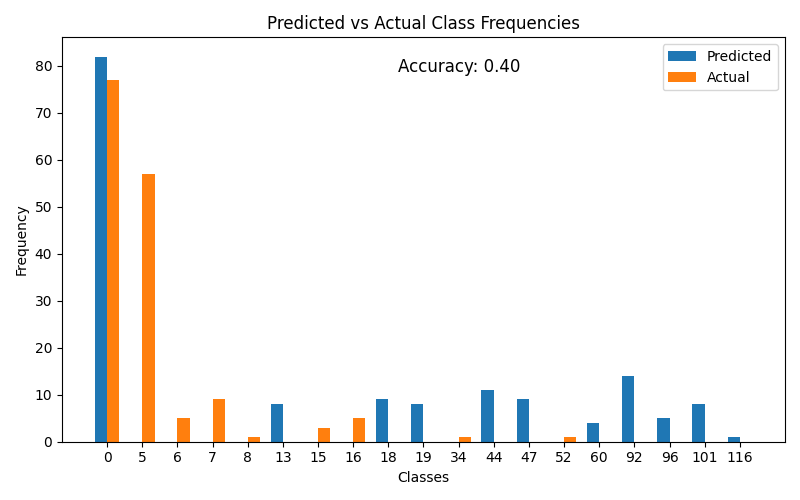 Predicted vs Actual Class Frequencies
Accuracy: 0.40
Predicted
Actual
Frequency
80
70
60
50
40
30
20
10
0
0 5 6 7 8 13 15 16 18 19 34 44 47 52 60 92 96 101 116
Classes